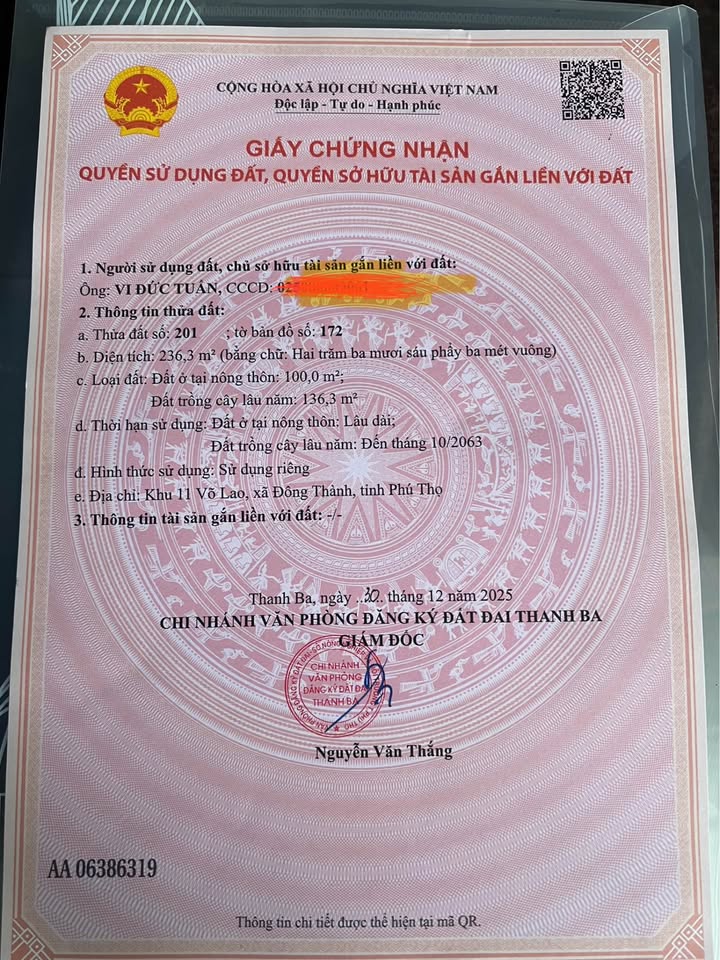 CỘNG HÒA XÃ HỘI CHỦ NGHĨA VIỆT NAM
Độc lập - Tự do - Hạnh phúc
GIẤY CHỨNG NHẬN
QUYỀN SỬ DỤNG ĐẤT, QUYỀN SỞ HỮU TÀI SẢN GẮN LIỀN VỚI ĐẤT
1. Người sử dụng đất, chủ sở hữu tài sản gắn liền với đất:
Ông: VI ĐỨC TUÂN, CCCD:
2. Thông tin thửa đất:
a. Thửa đất số: 201 ; tờ bản đồ số: 172
b. Diện tích: 236,3 m² (bằng chữ: Hai trăm ba mươi sáu phẩy ba mét vuông)
c. Loại đất: Đất ở tại nông thôn: 100,0 m²;
Đất trồng cây lâu năm: 136,3 m²
d. Thời hạn sử dụng: Đất ở tại nông thôn: Lâu dài;
Đất trồng cây lâu năm: Đến tháng 10/2063
đ. Hình thức sử dụng: Sử dụng riêng
e. Địa chỉ: Khu 11 Võ Lao, xã Đông Thành, tỉnh Phú Thọ
3. Thông tin tài sản gắn liền với đất: -/-
Thanh Ba, ngày ..30.. tháng 12 năm 2025
CHI NHÁNH VĂN PHÒNG ĐĂNG KÝ ĐẤT ĐAI THANH BA
GIÁM ĐỐC
CHI NHÁNH
VĂN PHÒNG
ĐĂNG KÝ ĐẤT ĐAI
THANH BA
Nguyễn Văn Thắng
AA 06386319
Thông tin chi tiết được thể hiện tại mã QR.